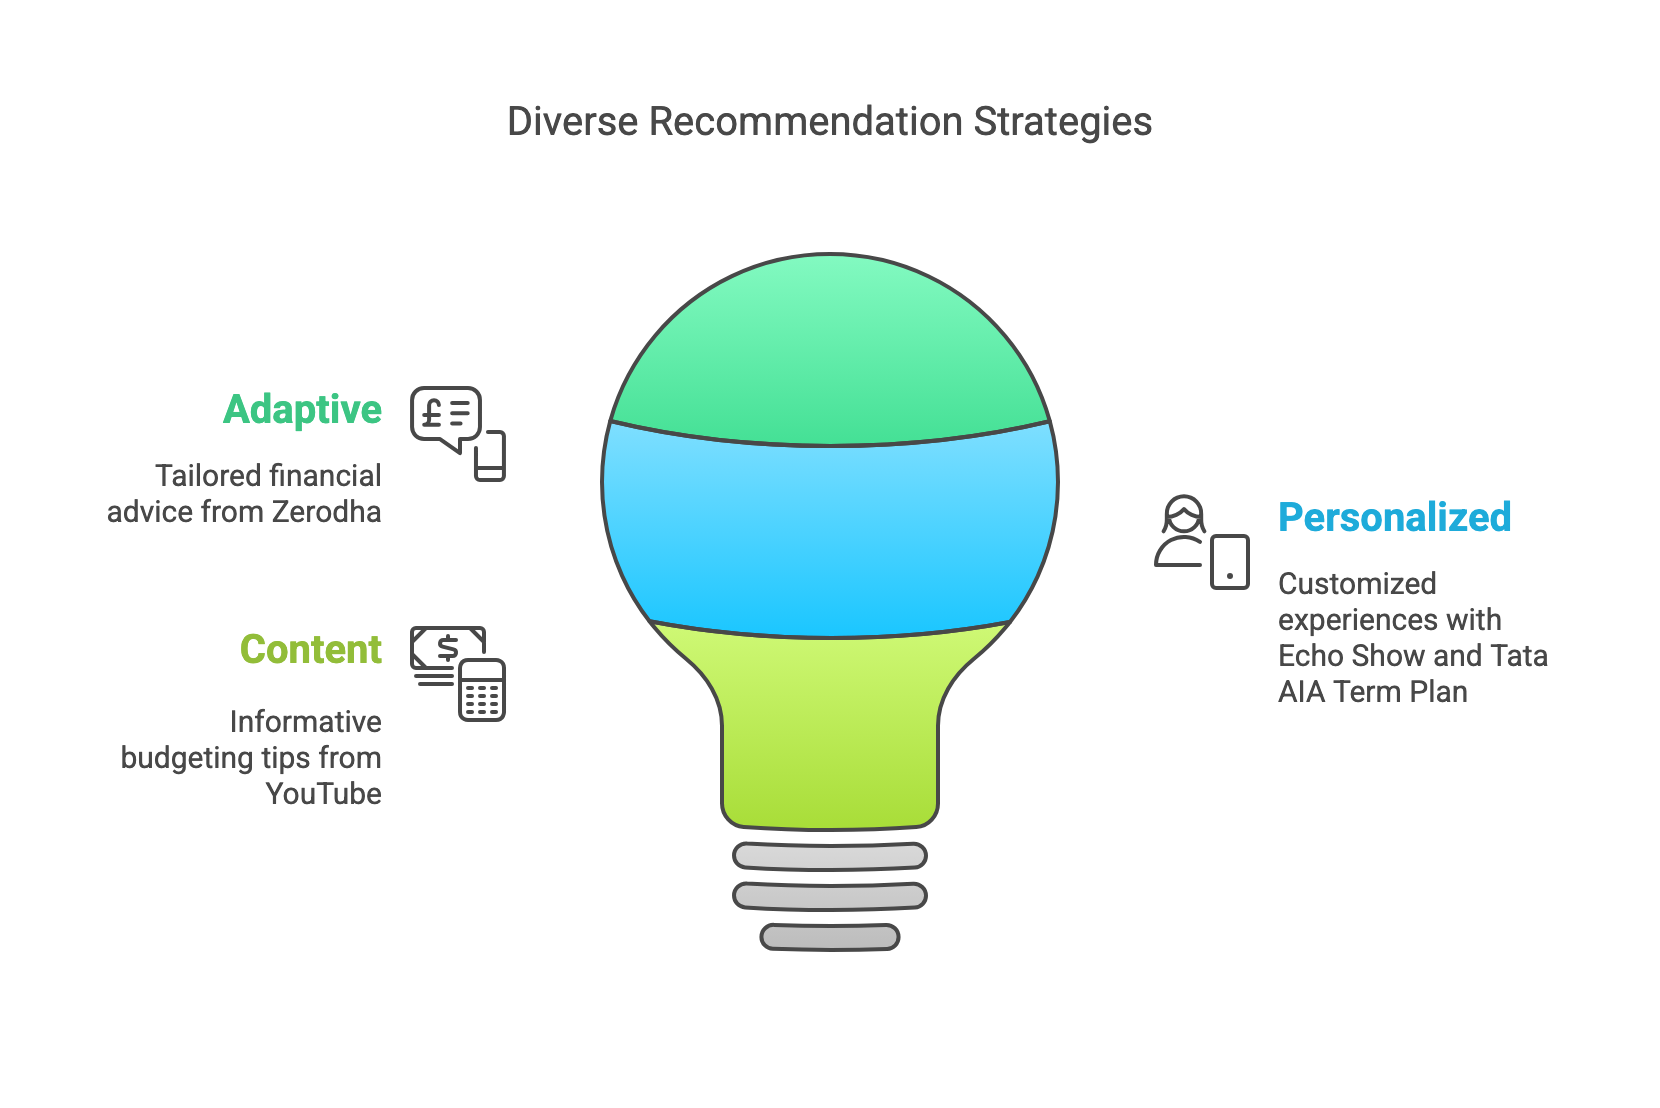 Diverse Recommendation Strategies
Adaptive
Tailored financial
advice from Zerodha
Personalized
Customized
experiences with
Echo Show and Tata
AIA Term Plan
Content
Informative
budgeting tips from
YouTube